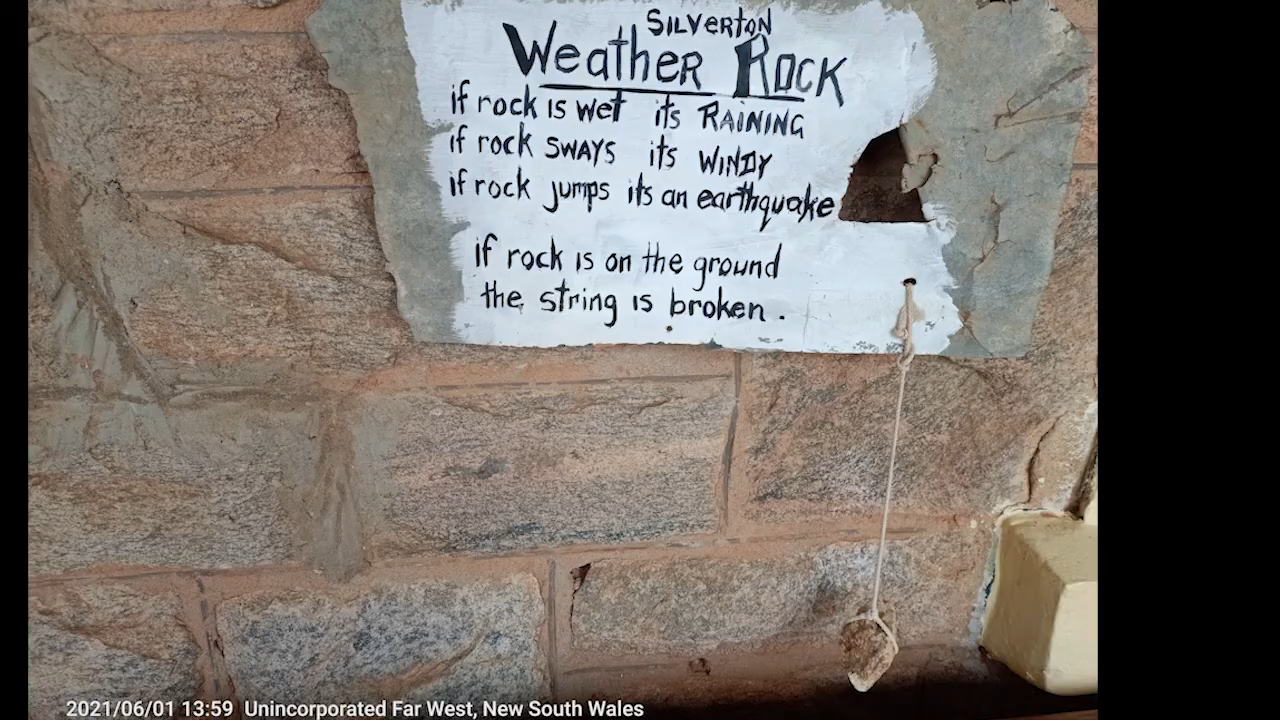 SILVERTON
Weather Rock
if rock is wet its RAINING
if rock SWAYS its WINDY
if rock jumps its an earthquake
if rock is on the ground
the string is broken.
2021/06/01 13:59 Unincorporated Far West, New South Wales